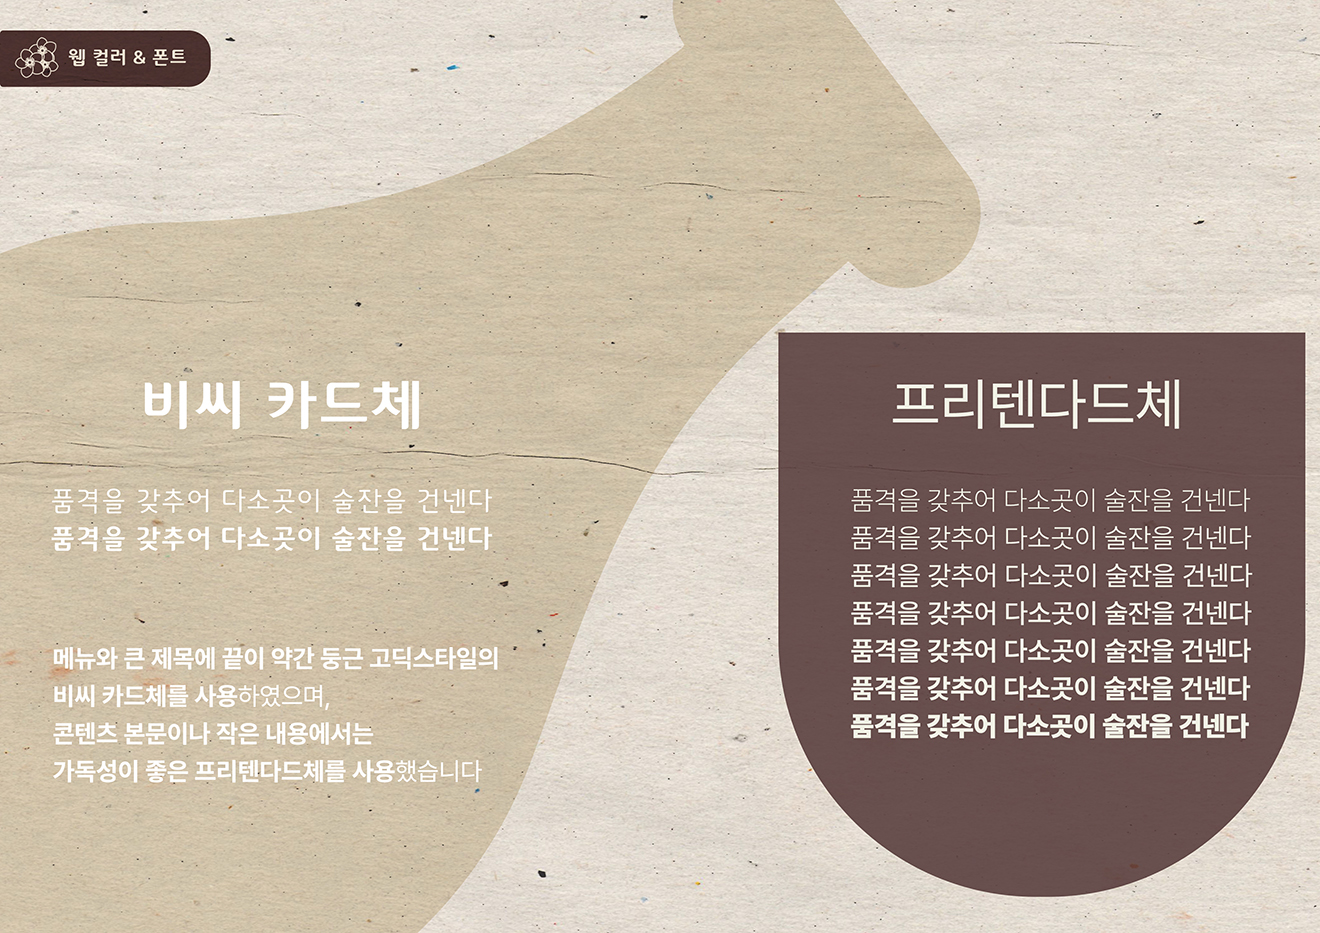 웹 컬러 & 폰트
비씨 카드체
품격을 갖추어 다소곳이 술잔을 건넨다
품격을 갖추어 다소곳이 술잔을 건넨다
메뉴와 큰 제목에 끝이 약간 둥근 고딕스타일의
비씨 카드체를 사용하였으며,
콘텐츠 본문이나 작은 내용에서는
가독성이 좋은 프리텐다드체를 사용했습니다
프리텐다드체
품격을 갖추어 다소곳이 술잔을 건넨다
품격을 갖추어 다소곳이 술잔을 건넨다
품격을 갖추어 다소곳이 술잔을 건넨다
품격을 갖추어 다소곳이 술잔을 건넨다
품격을 갖추어 다소곳이 술잔을 건넨다
품격을 갖추어 다소곳이 술잔을 건넨다
품격을 갖추어 다소곳이 술잔을 건넨다